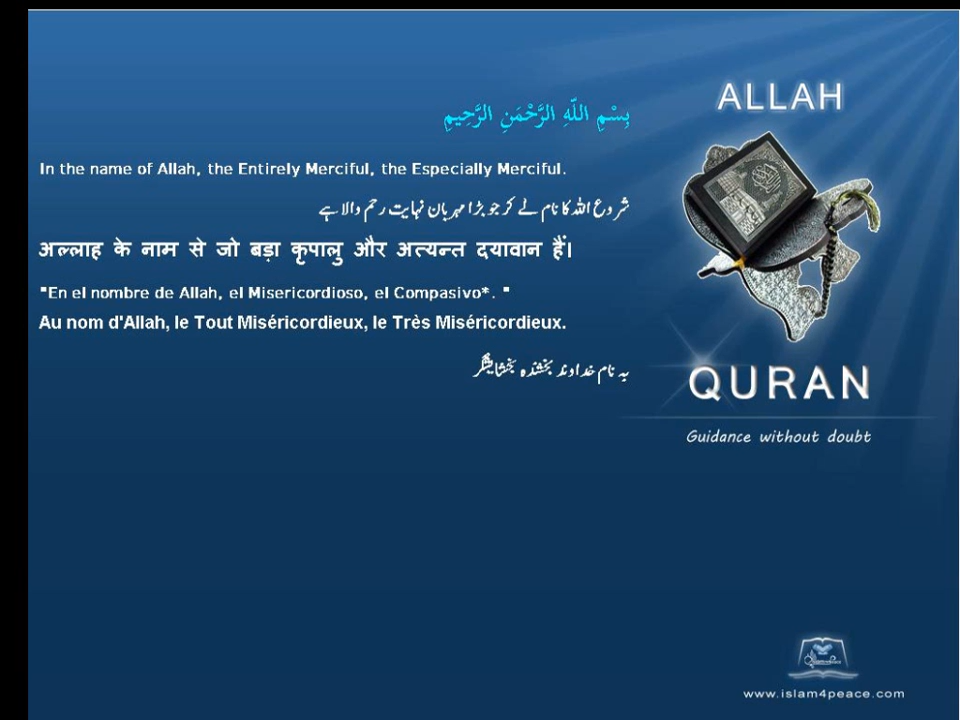 بِسْمِ اللَّهِ الرَّحْمَنِ الرَّحِيمِ
In the name of Allah, the Entirely Merciful, the Especially Merciful.
شروع الله کا نام لے کر جو بڑا مہربان نہایت رحم والا ہے
अल्लाह के नाम से जो बड़ा कृपालु और अत्यन्त दयावान हैं।
"En el nombre de Allah, el Misericordioso, el Compasivo*. "
Au nom d'Allah, le Tout Miséricordieux, le Très Miséricordieux.
به نام خداوند بخشنده بخشایشگر
ALLAH
QURAN
Guidance without doubt
www.islam4peace.com